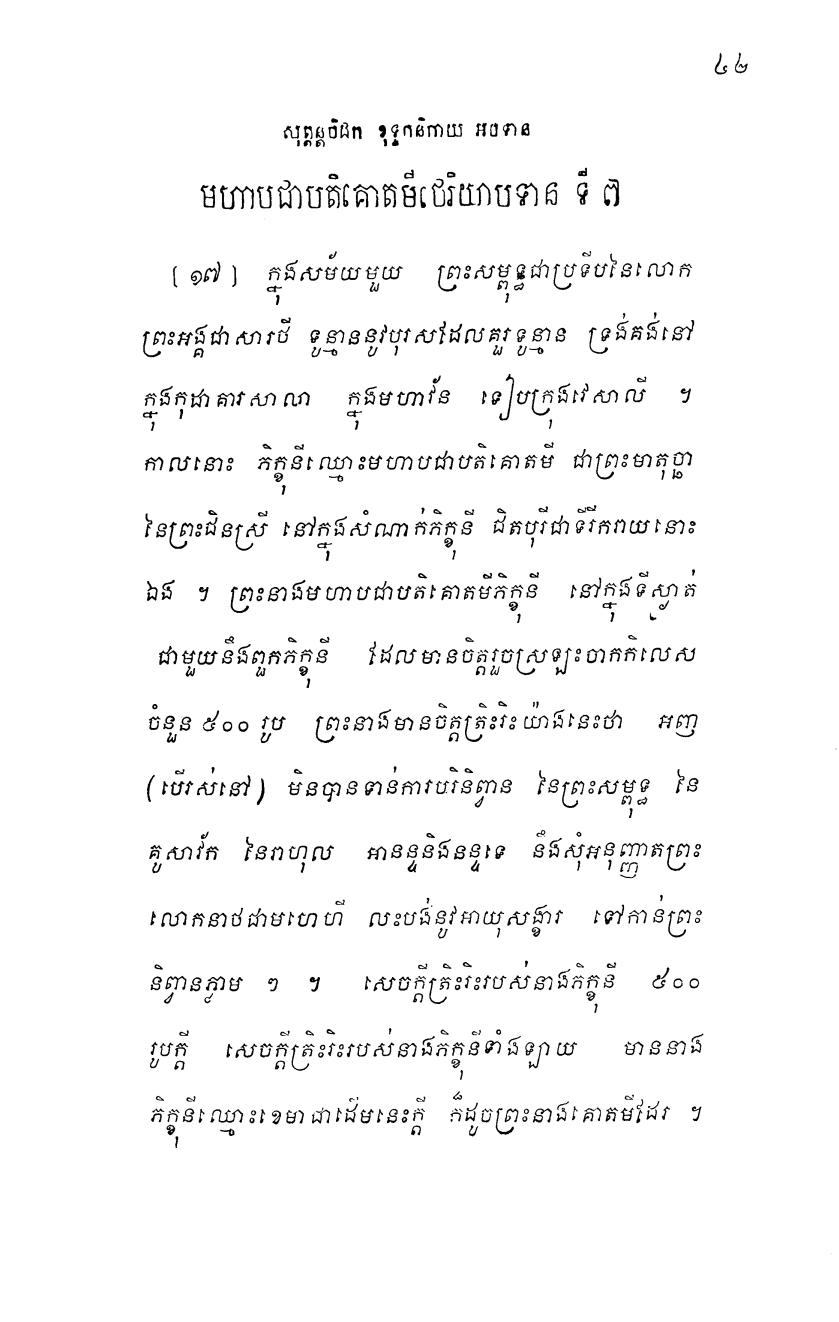 ៤២
សុត្តន្តបិដក ខុទ្ទកនិកាយ អបទាន
មហាបជាបតិគោតមីថេរិយាបទាន ទី ៧
[១៧] ក្នុងសម័យមួយ ព្រះសម្ពុទ្ធជាប្រទីបនៃលោក
ព្រះអង្គជាសារថី ទូន្មាននូវបុរសដែលគួរទូន្មាន ទ្រង់គង់នៅ
ក្នុងកុដាគារសាលា ក្នុងមហាវ័ន ទៀបក្រុងវេសាលី ។
កាលនោះ ភិក្ខុនីឈ្មោះមហាបជាបតិគោតមី ជាព្រះមាតុច្ឆា
នៃព្រះជិនស្រី នៅក្នុងសំណាក់ភិក្ខុនី ជិតបុរីជាទីរីករាយនោះ
ឯង ។ ព្រះនាងមហាបជាបតិគោតមីភិក្ខុនី នៅក្នុងទីស្ងាត់
ជាមួយនឹងពួកភិក្ខុនី ដែលមានចិត្តរួចស្រឡះចាកកិលេស
ចំនួន ៥០០ រូប ព្រះនាងមានចិត្តត្រិះរិះយ៉ាងនេះថា អញ
(បើរស់នៅ) មិនបានទាន់ការបរិនិព្វាន នៃព្រះសម្ពុទ្ធ នៃ
គូសាវ័ក នៃរាហុល អានន្ទនិងនន្ទទេ នឹងសុំអនុញ្ញាតព្រះ
លោកនាថជាមហេហី លះបង់នូវអាយុសង្ខារ ទៅកាន់ព្រះ
និព្វានភ្លាម ៗ ។ សេចក្តីត្រិះរិះរបស់នាងភិក្ខុនី ៥០០
រូបក្តី សេចក្តីត្រិះរិះរបស់នាងភិក្ខុនីទាំងឡាយ មាននាង
ភិក្ខុនីឈ្មោះខេមាជាដើមនេះក្តី ក៏ដូចព្រះនាងគោតមីដែរ ។